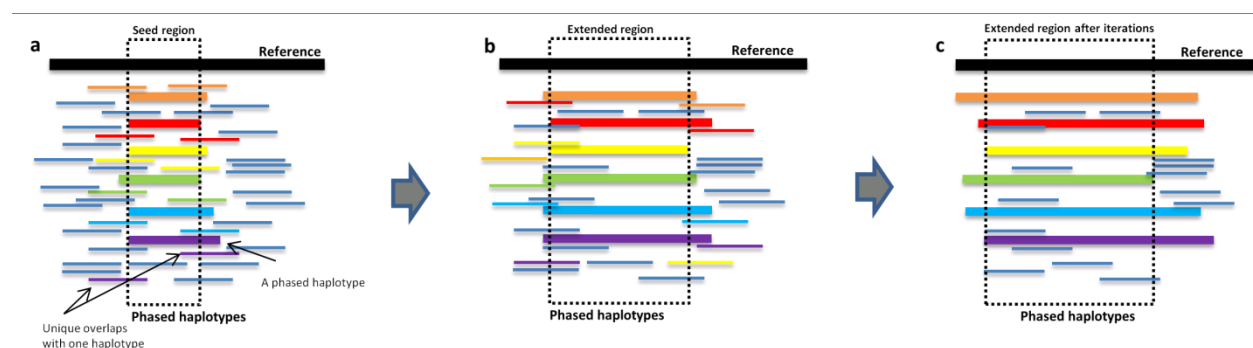 a
Seed region
Reference
A phased haplotype
Unique overlaps
with one haplotype
Phased haplotypes
b
Extended region
Reference
Phased haplotypes
c
Extended region after iterations
Reference
Phased haplotypes